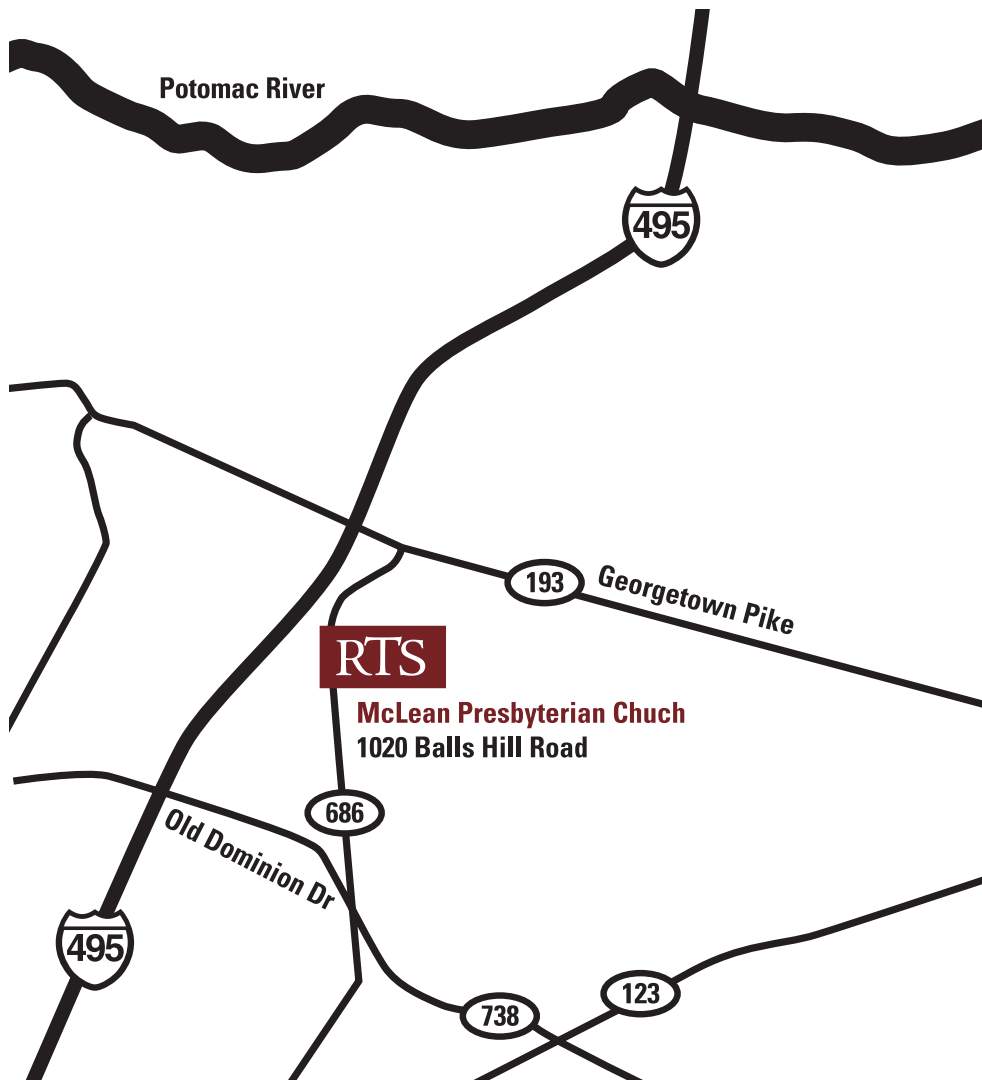 Potomac River
495
193
Georgetown Pike
RTS
McLean Presbyterian Chuch
1020 Balls Hill Road
686
Old Dominion Dr
495
123
738